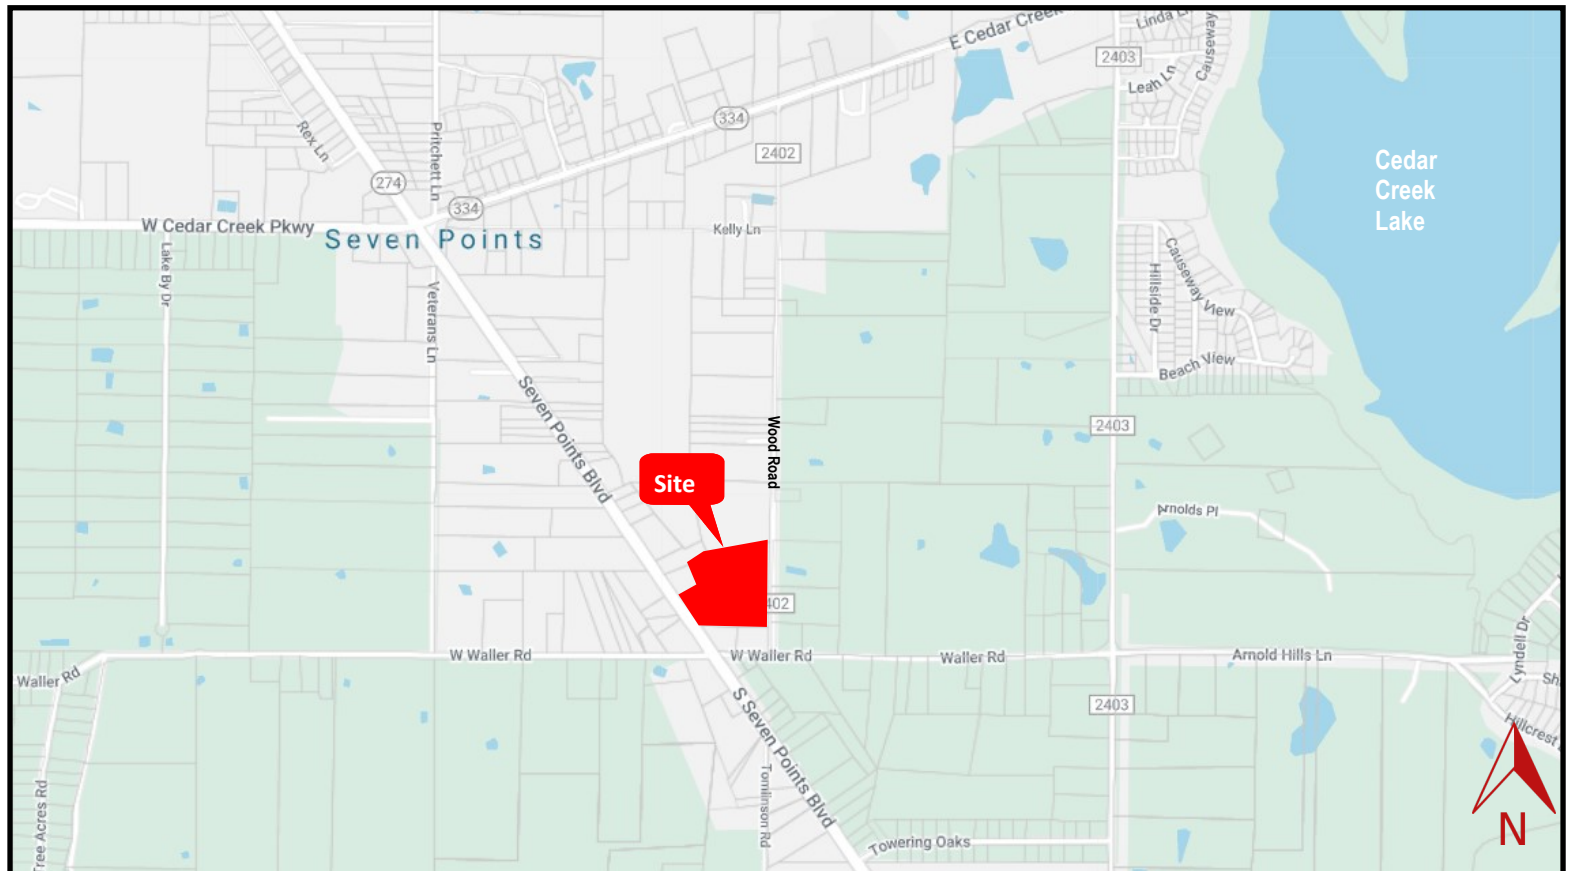 E Cedar Creek
Linda Ln
Causeway
2403
Leah Ln
334
2402
Rex Ln
Pritchett Ln
274
334
Cedar
Creek
Lake
W Cedar Creek Pkwy
Seven Points
Kelly Ln
Lake By Dr
Veterans Ln
Causeway View
Hillside Dr
Beach View
Seven Points Blvd
Wood Road
2403
Site
Arnolds Pl
402
W Waller Rd
W Waller Rd
Waller Rd
Arnold Hills Ln
Waller Rd
Lyndell Dr
Sh
2403
S Seven Points Blvd
Hillcrest
Tomlinson Rd
Tree Acres Rd
Towering Oaks
N